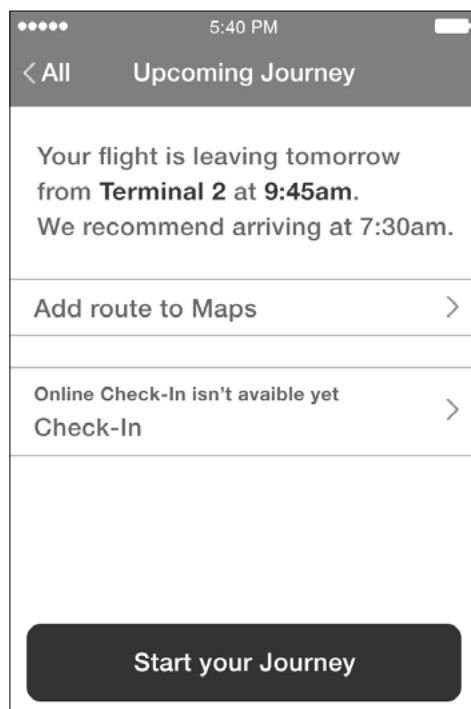 5:40 PM
All Upcoming Journey
Your flight is leaving tomorrow
from Terminal 2 at 9:45am.
We recommend arriving at 7:30am.
Add route to Maps
Online Check-In isn't avaible yet
Check-In
Start your Journey